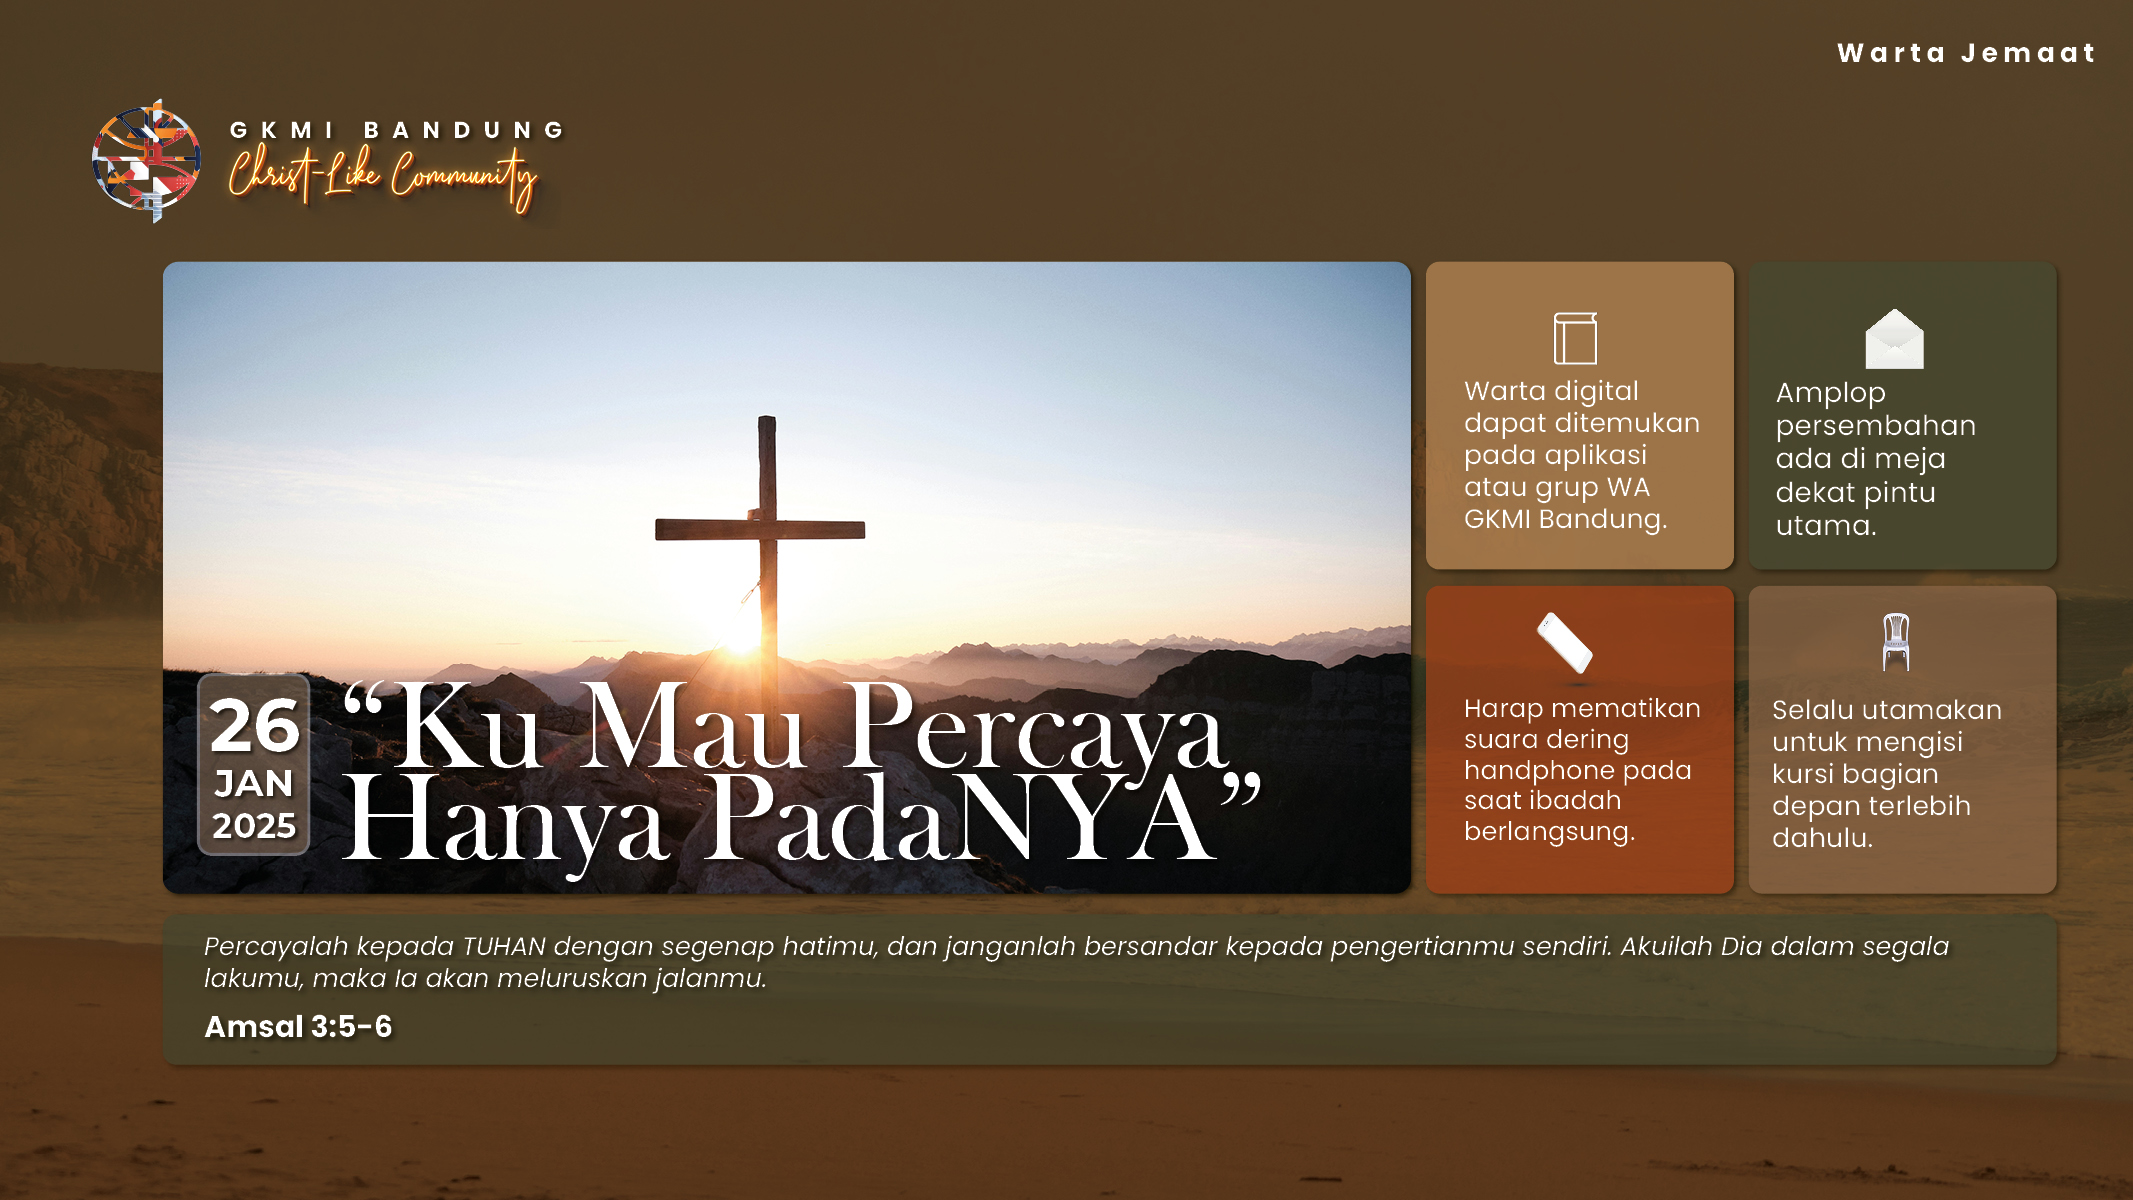 Warta Jemaat
GKMI BANDUNG
Christ-Like Community
26
JAN
2025
“Ku Mau Percaya
Hanya PadaNYA”
Warta digital
dapat ditemukan
pada aplikasi
atau grup WA
GKMI Bandung.
Amplop
persembahan
ada di meja
dekat pintu
utama.
Harap mematikan
suara dering
handphone pada
saat ibadah
berlangsung.
Selalu utamakan
untuk mengisi
kursi bagian
depan terlebih
dahulu.
Percayalah kepada TUHAN dengan segenap hatimu, dan janganlah bersandar kepada pengertianmu sendiri. Akuilah Dia dalam segala
lakumu, maka Ia akan meluruskan jalanmu.
Amsal 3:5-6